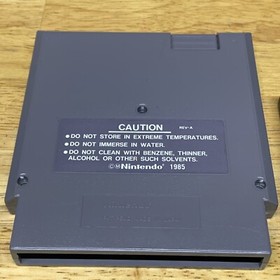 CAUTION
REV-A
• DO NOT STORE IN EXTREME TEMPERATURES.
• DO NOT IMMERSE IN WATER.
• DO NOT CLEAN WITH BENZENE, THINNER,
ALCOHOL OR OTHER SUCH SOLVENTS.
©Ⓜ Nintendo® 1985